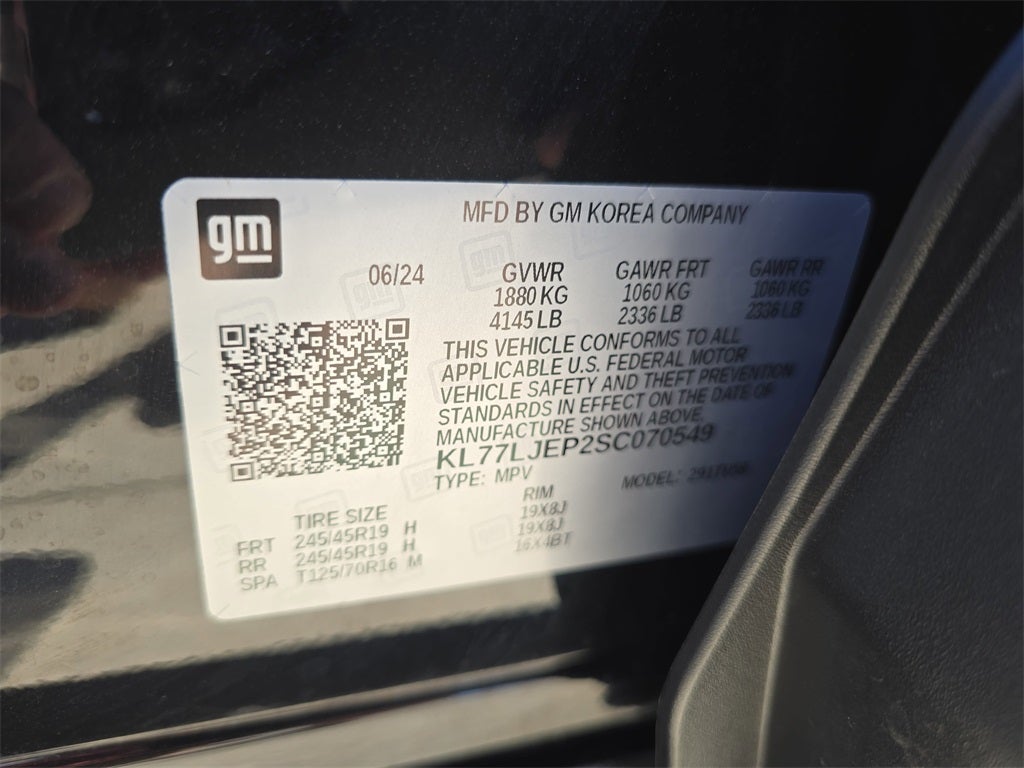 gm
MFD BY GM KOREA COMPANY
06/24 GVWR GAWR FRT GAWR RR
1880 KG 1060 KG 1060 KG
4145 LB 2336 LB 2336 LB
THIS VEHICLE CONFORMS TO ALL
APPLICABLE U.S. FEDERAL MOTOR
VEHICLE SAFETY AND THEFT PREVENTION
STANDARDS IN EFFECT ON THE DATE OF
MANUFACTURE SHOWN ABOVE.
KL77LJEP2SC070549
TYPE: MPV MODEL:
TIRE SIZE RIM
FRT 245/45R19 H 19X8J
RR 245/45R19 H 19X8J
SPA T125/70R16 M 16X4BT